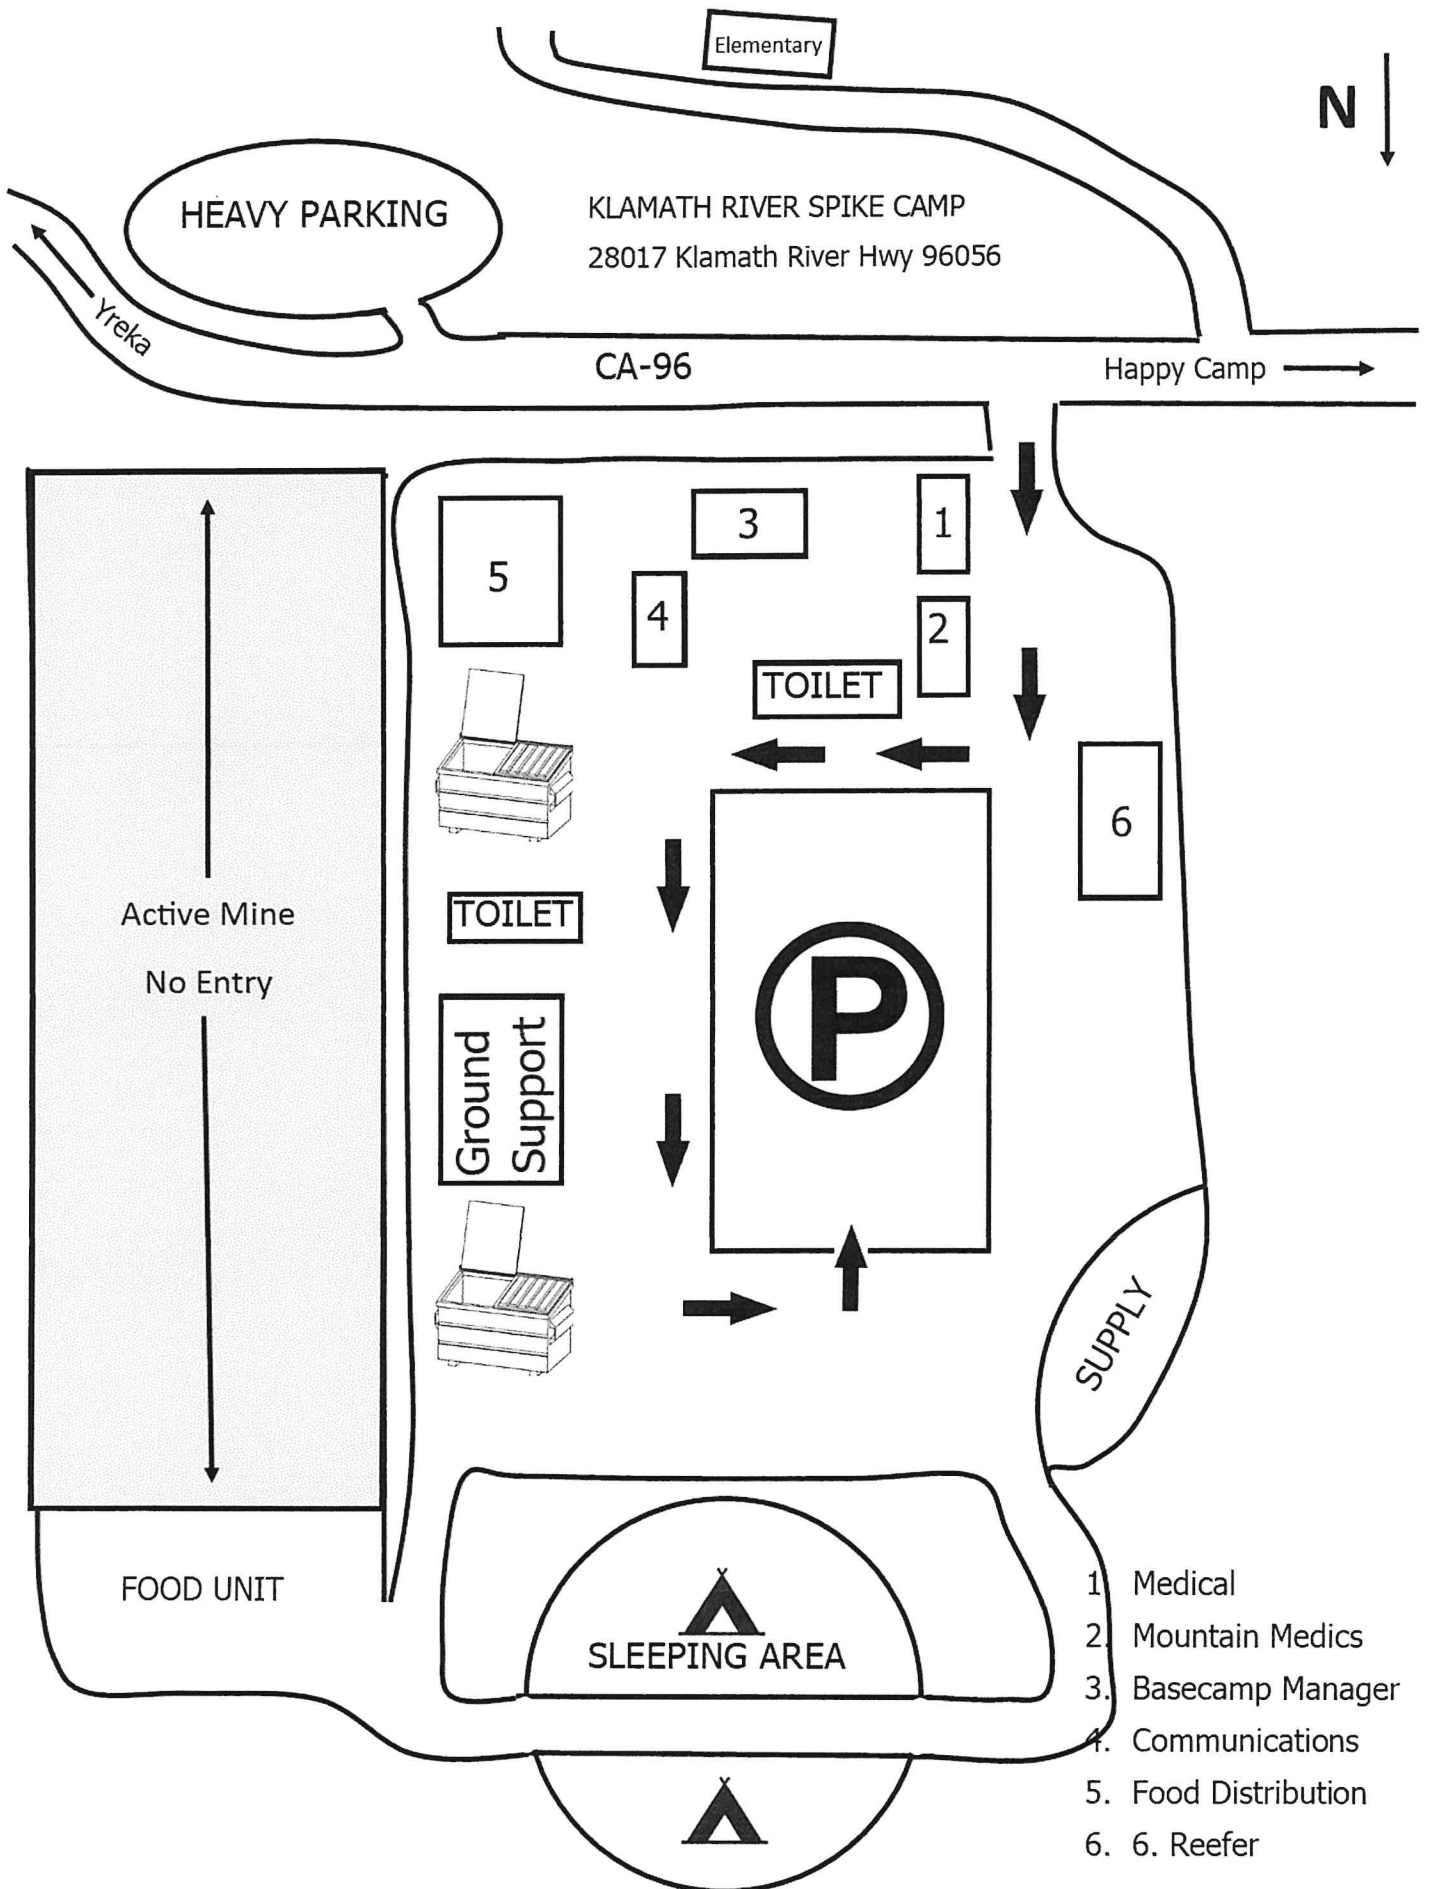 Elementary
N
HEAVY PARKING
KLAMATH RIVER SPIKE CAMP
28017 Klamath River Hwy 96056
Yreka
CA-96
Happy Camp
1
3
5
4
2
TOILET
6
Active Mine
No Entry
TOILET
P
Ground
Support
SUPPLY
FOOD UNIT
SLEEPING AREA
1. Medical
2. Mountain Medics
3. Basecamp Manager
4. Communications
5. Food Distribution
6. 6. Reefer